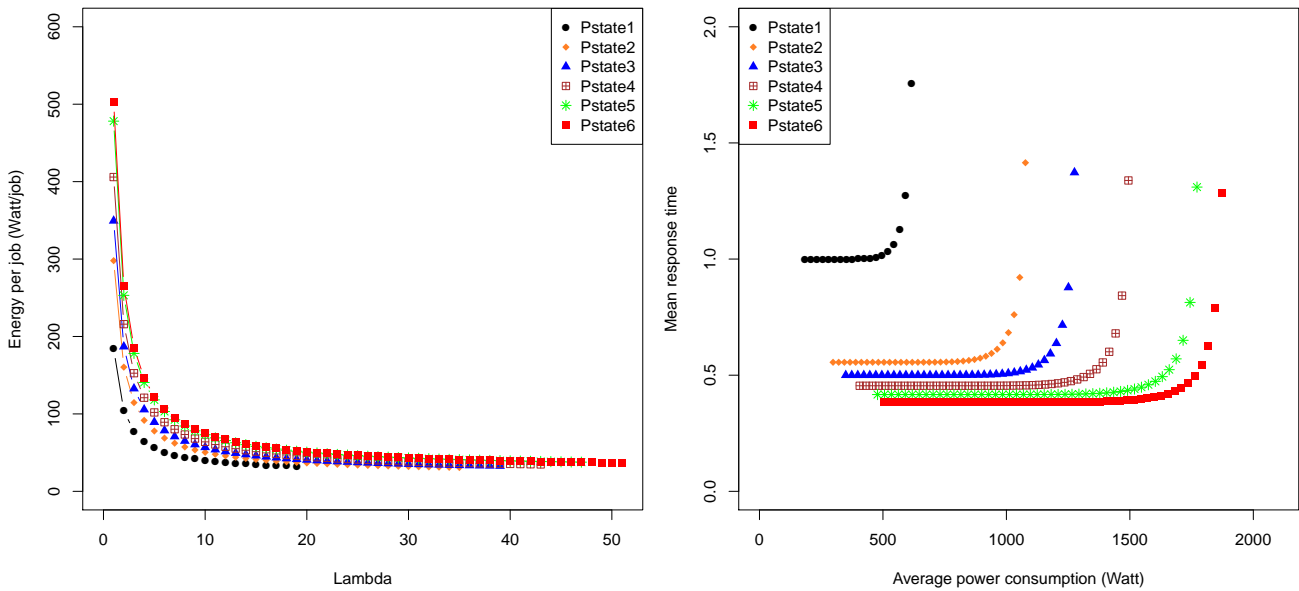 Pstate1
Pstate2
Pstate3
Pstate4
Pstate5
Pstate6
600
500
400
300
200
100
0
Energy per job (Watt/job)
0 10 20 30 40 50
Lambda
Pstate1
Pstate2
Pstate3
Pstate4
Pstate5
Pstate6
2.0
1.5
1.0
0.5
0.0
Mean response time
0 500 1000 1500 2000
Average power consumption (Watt)